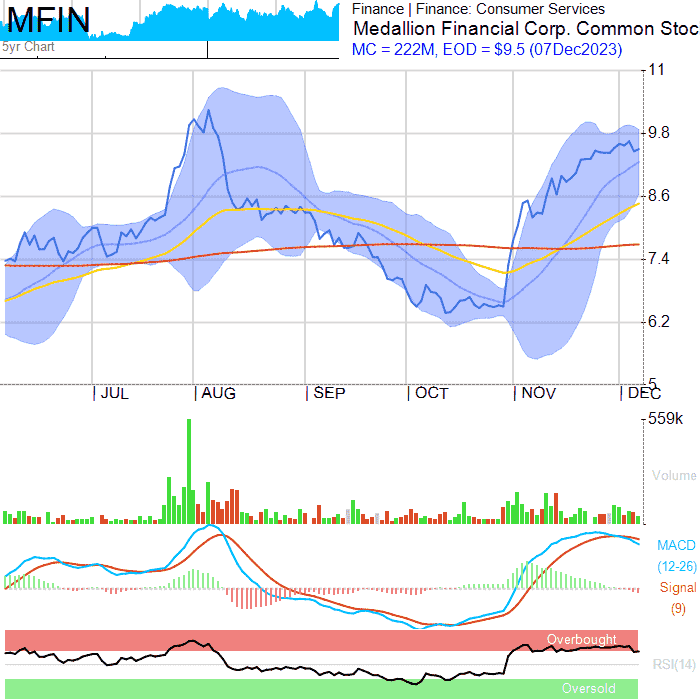 MFIN
5yr Chart
Finance | Finance: Consumer Services
Medallion Financial Corp. Common Stoc
MC = 222M, EOD = $9.5 (07Dec2023)
11
9.8
8.6
7.4
6.2
5
JUL
AUG
SEP
OCT
NOV
DEC
559k
Volume
MACD
(12-26)
Signal
(9)
Overbought
RSI(14)
Oversold